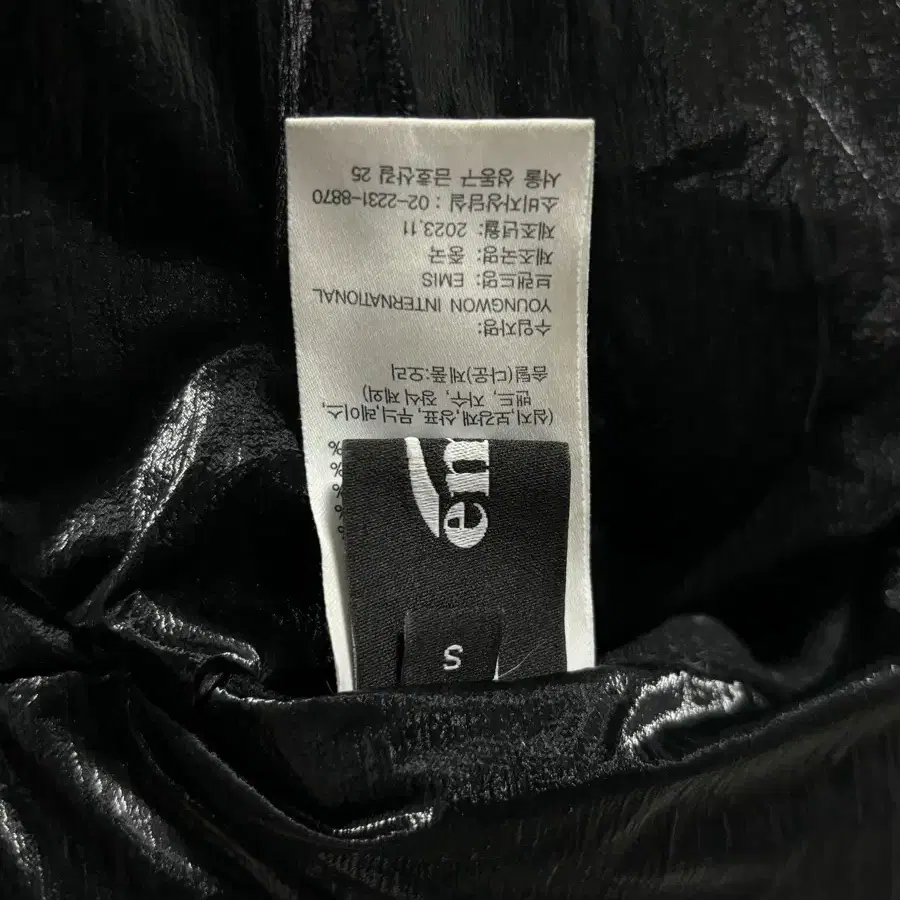 %
%
%
%
(심지,보강재,무늬,상표,레이스,
밴드, 자수, 장식 제외)
솜털(다운)제품:오리
수입자명:
YOUNGWON INTERNATIONAL
브랜드명: EMIS
제조국명: 중국
제조년월: 2023.11
소비자상담실 : 02-2231-8870
서울 성동구 금호산길 25
em
S